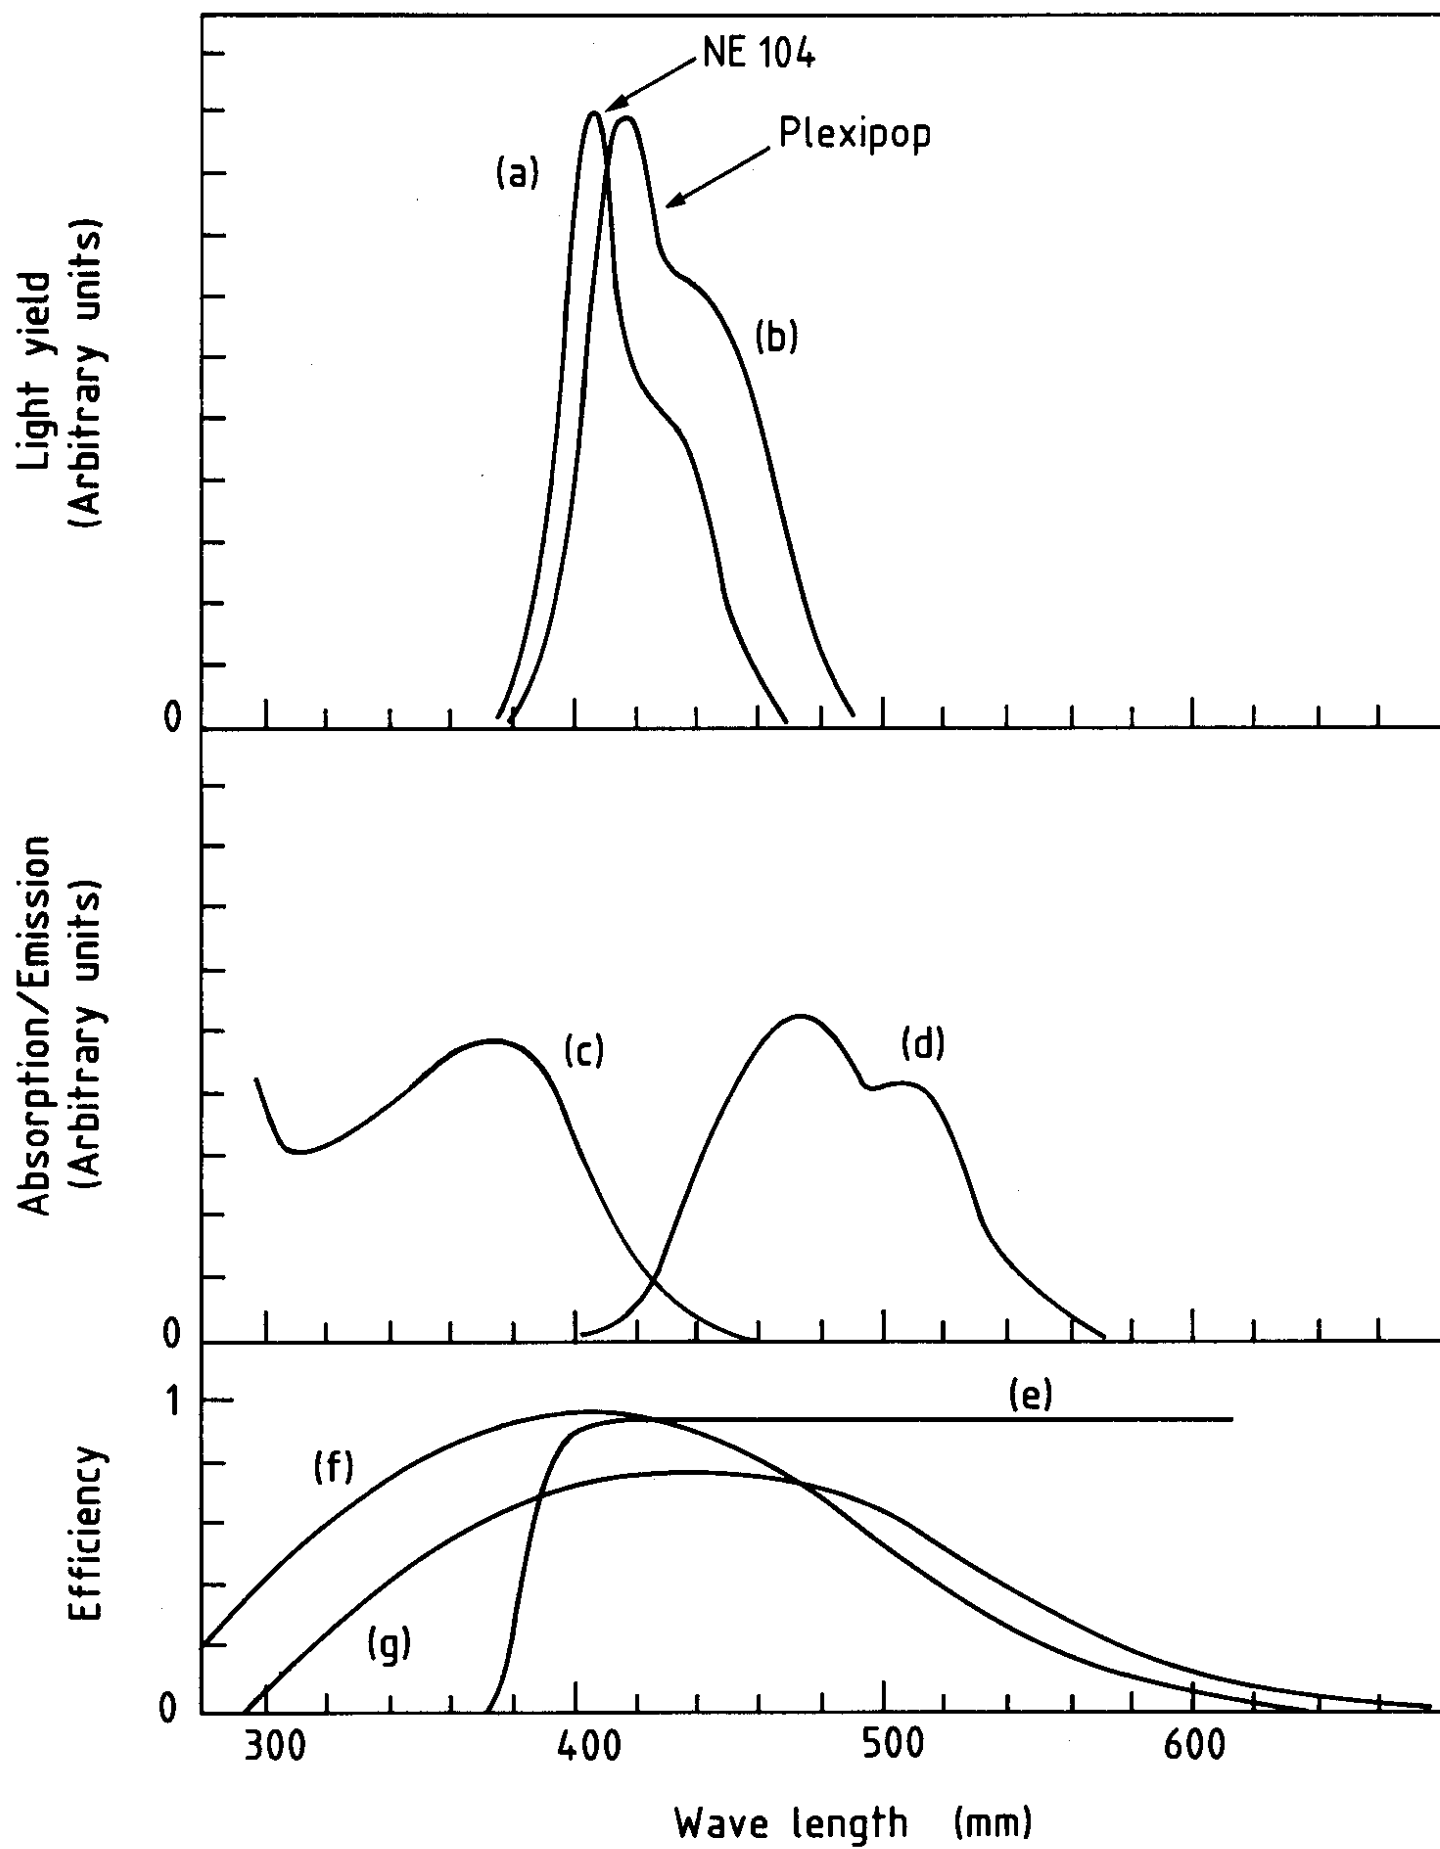 NE 104
Plexipop
(a)
(b)
Light yield
(Arbitrary units)
0
(c)
(d)
Absorption/Emission
(Arbitrary units)
0
1
(e)
(f)
(g)
Efficiency
0
300 400 500 600
Wave length (mm)